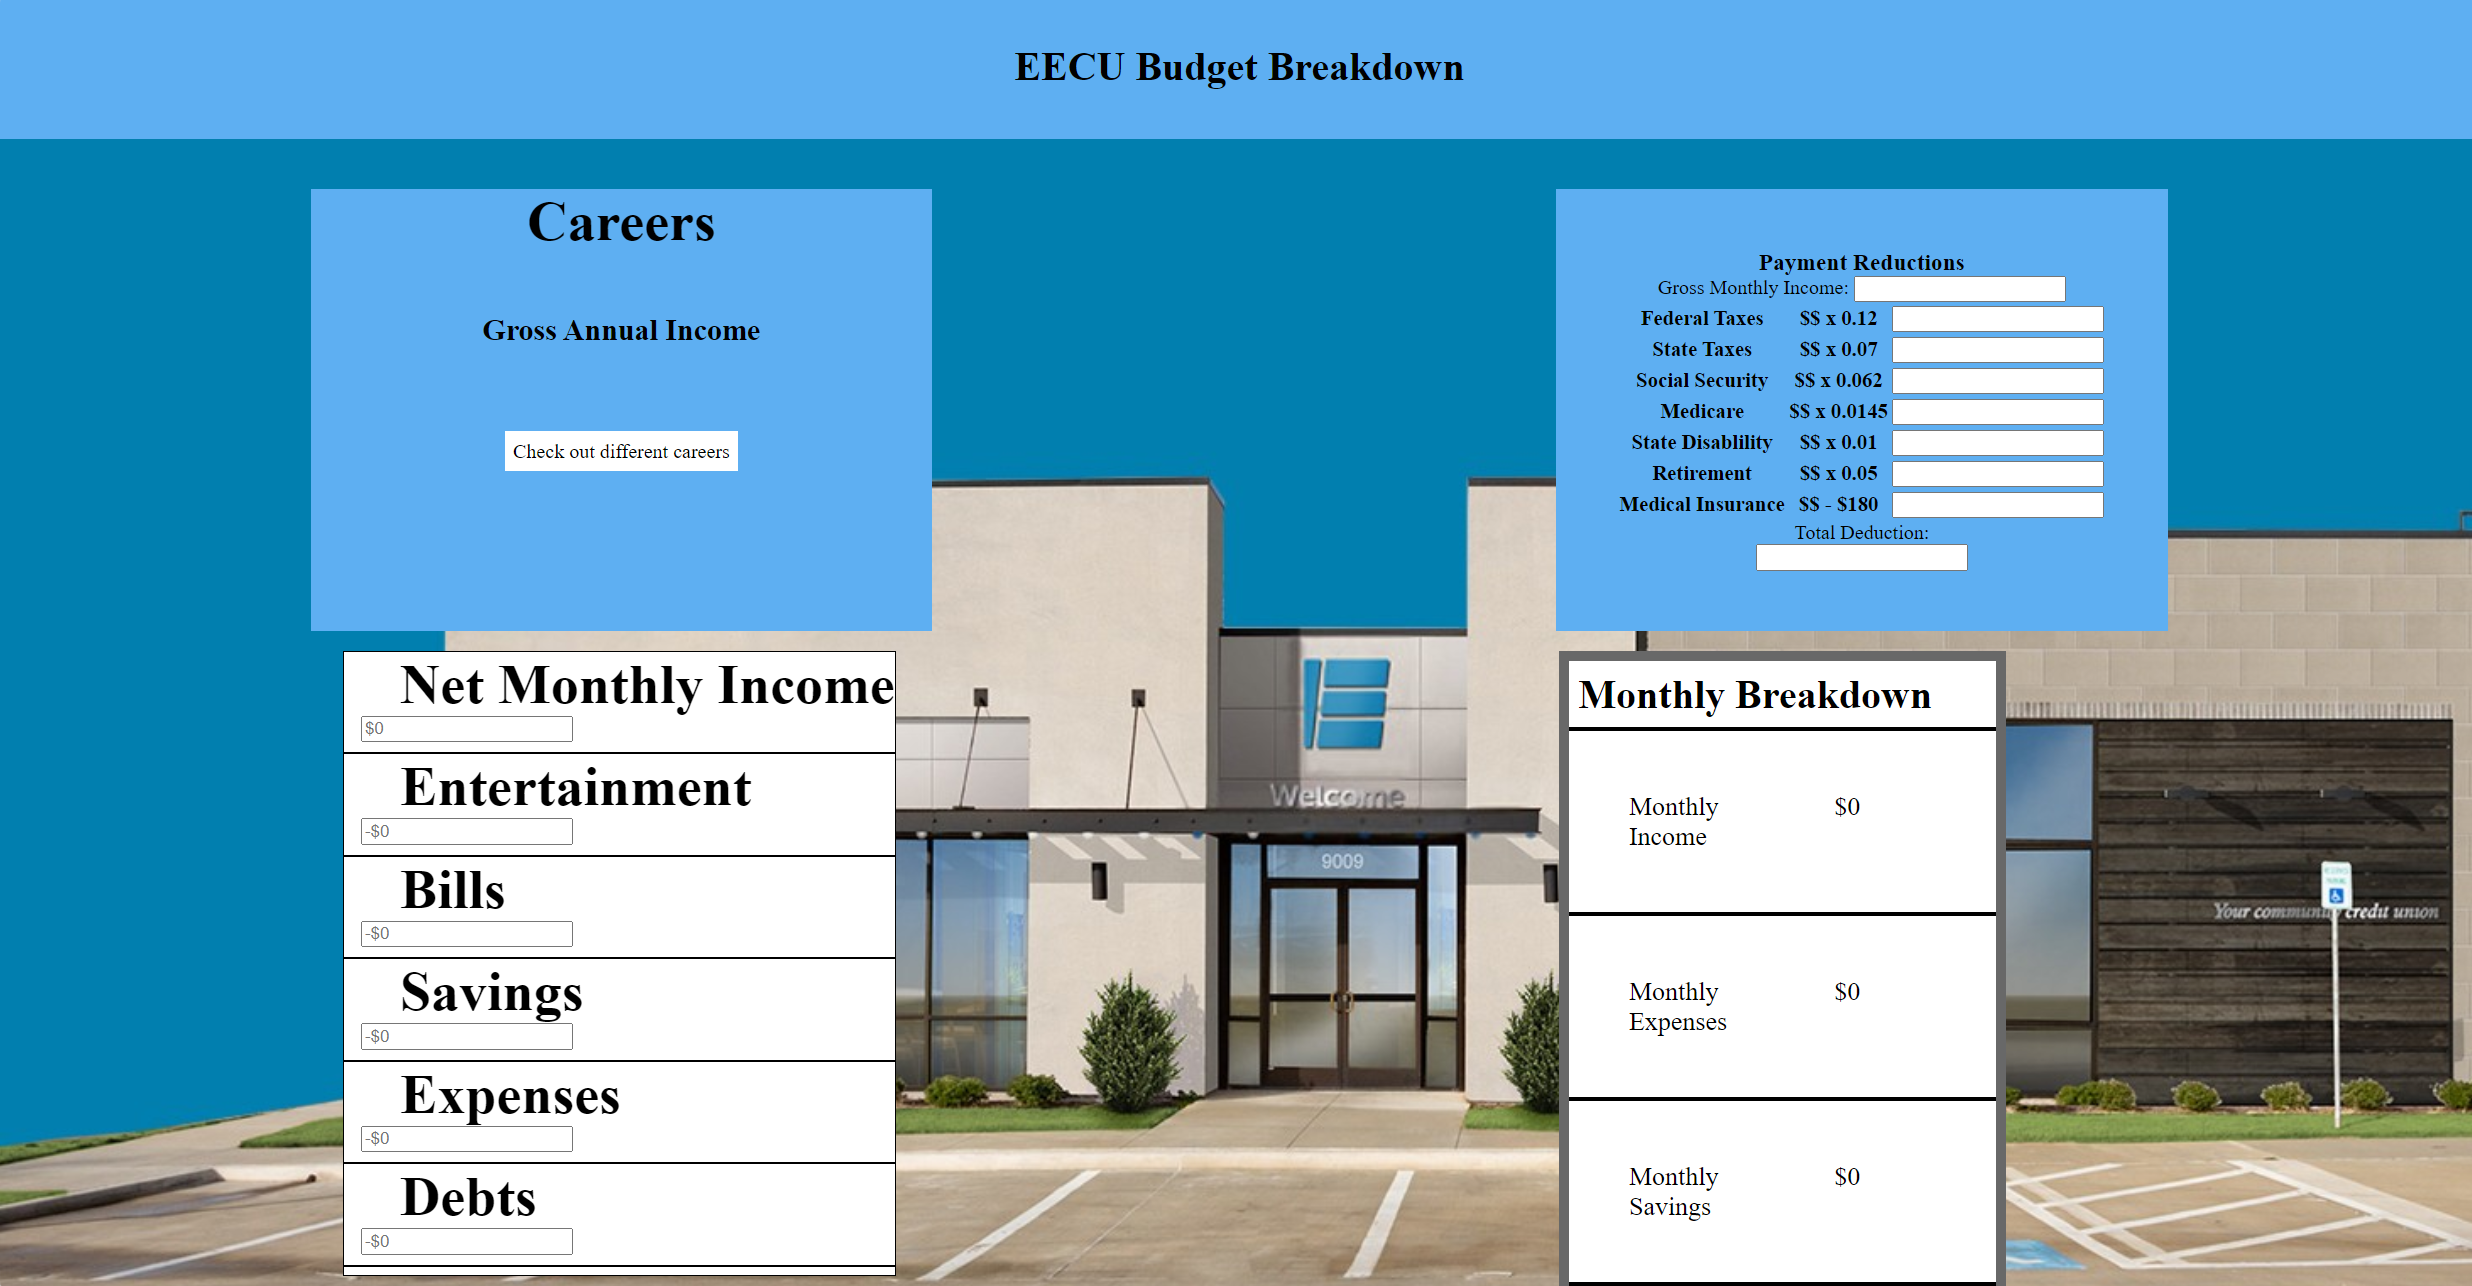 EECU Budget Breakdown
Careers
Gross Annual Income
Check out different careers
Payment Reductions
Gross Monthly Income:
Federal Taxes $$ x 0.12
State Taxes $$ x 0.07
Social Security $$ x 0.062
Medicare $$ x 0.0145
State Disablility $$ x 0.01
Retirement $$ x 0.05
Medical Insurance $$ - $180
Total Deduction:
Net Monthly Income
$0
Entertainment
-$0
Bills
-$0
Savings
-$0
Expenses
-$0
Debts
-$0
Welcome
9009
Monthly Breakdown
Monthly Income $0
Monthly Expenses $0
Monthly Savings $0
Your community credit union